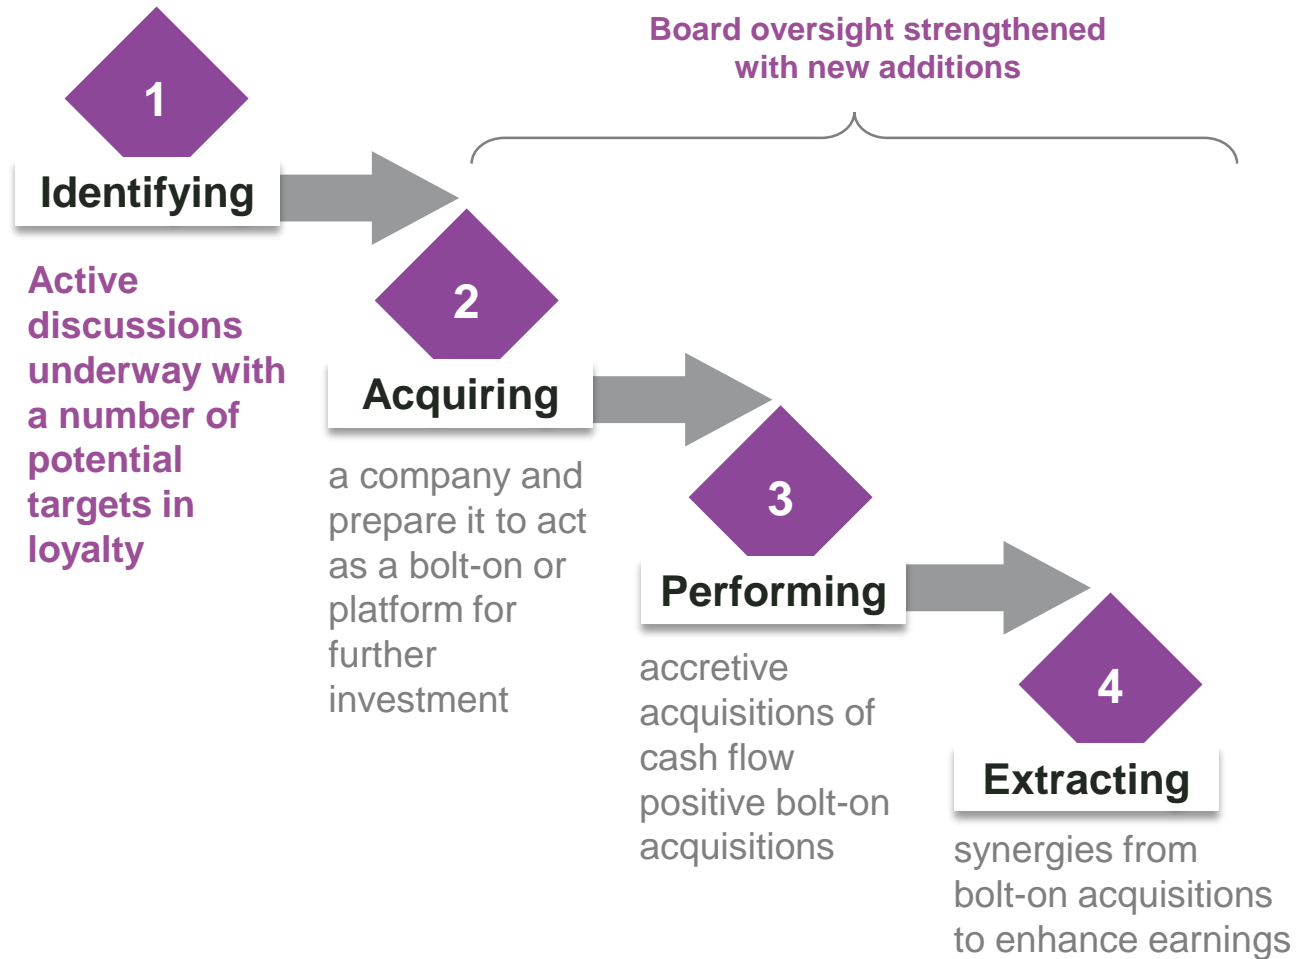 Board oversight strengthened
with new additions
1
Identifying
Active
discussions
underway with
a number of
potential
targets in
loyalty
2
Acquiring
a company and
prepare it to act
as a bolt-on or
platform for
further
investment
3
Performing
accretive
acquisitions of
cash flow
positive bolt-on
acquisitions
4
Extracting
synergies from
bolt-on acquisitions
to enhance earnings